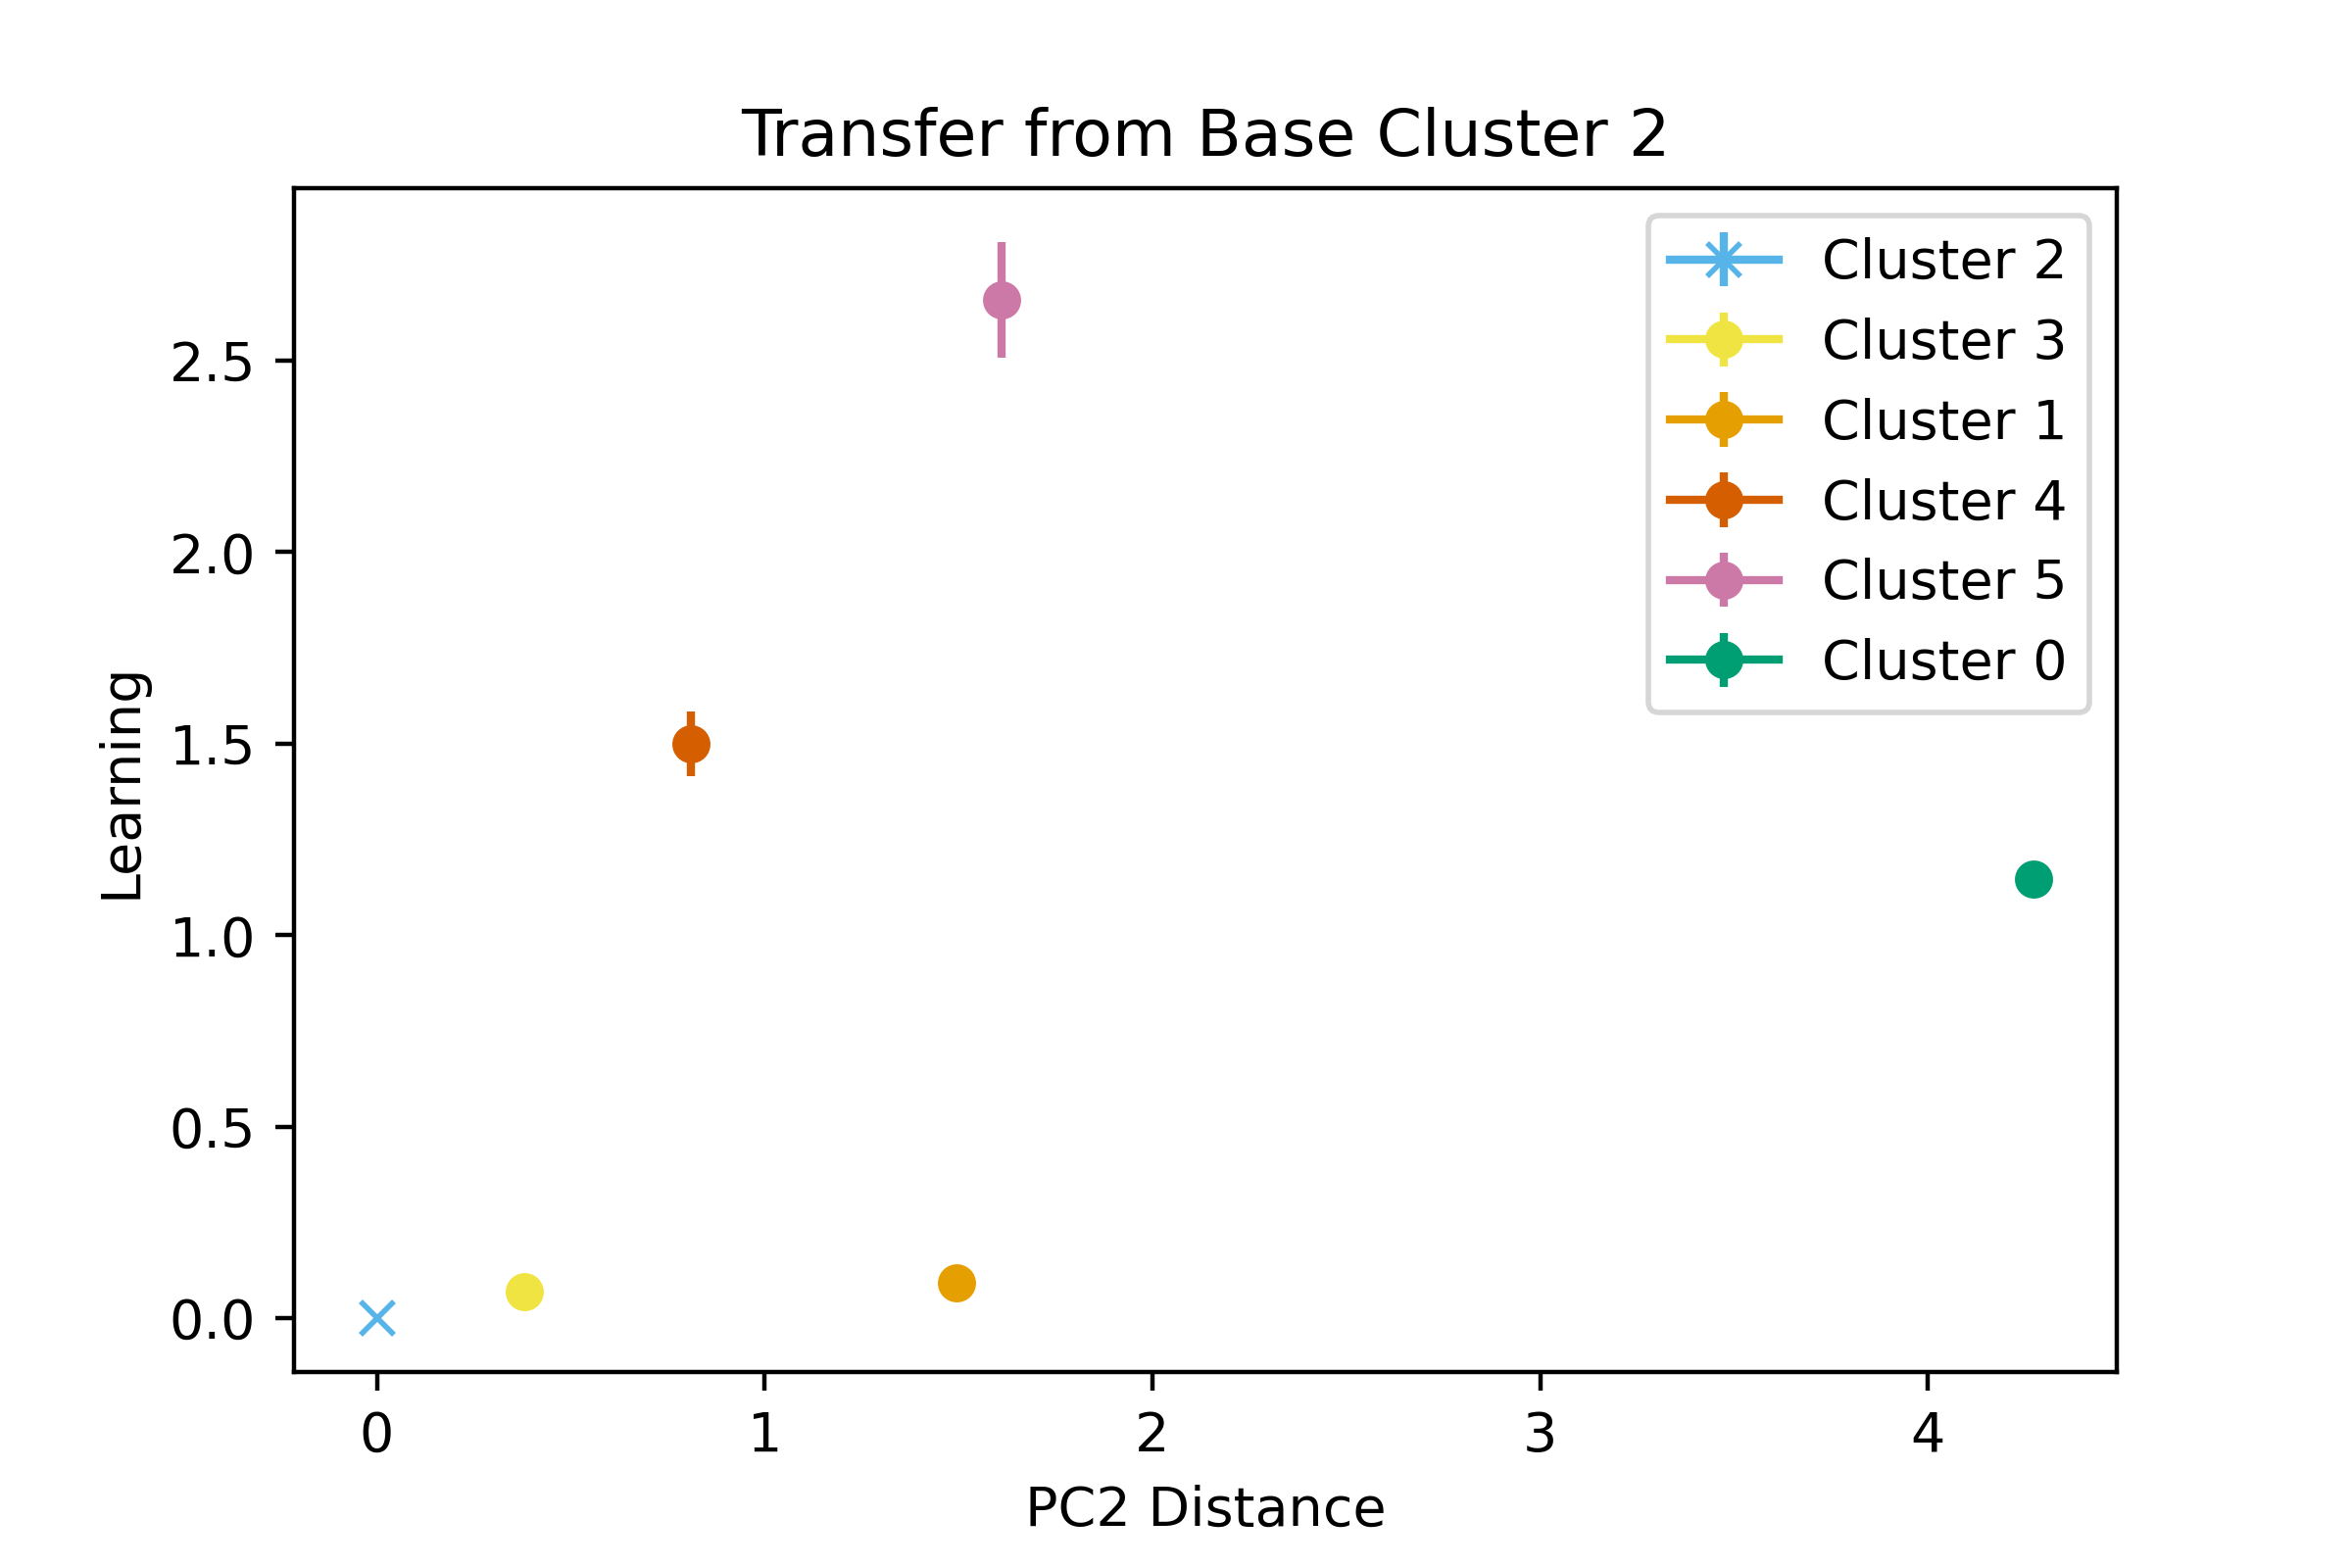 Transfer from Base Cluster 2
Cluster 2
Cluster 3
Cluster 1
Cluster 4
Cluster 5
Cluster 0
Learning
2.5
2.0
1.5
1.0
0.5
0.0
0 1 2 3 4
PC2 Distance